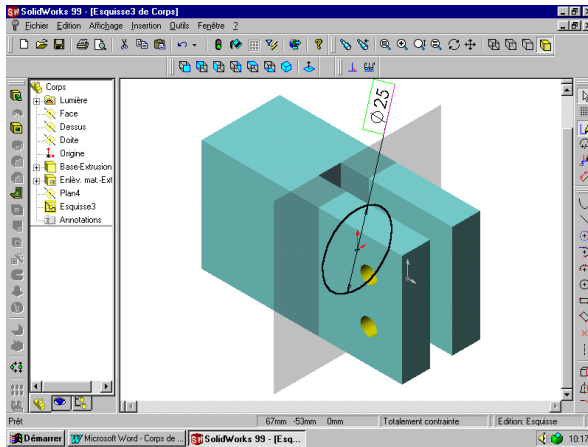 SolidWorks 99 - [Esquisse3 de Corps]
Fichier Edition Affichage Insertion Outils Fenêtre ?
Corps
Lumière
Face
Dessus
Doite
Origine
Base-Extrusion
Enlèv. mat.-Ext
Plan4
Esquisse3
Annotations
Ø25
Prêt
67mm -53mm 0mm
Totalement contrainte
Edition: Esquisse
Démarrer
Microsoft Word - Corps de ...
SolidWorks 99 - [Esq...
10:17